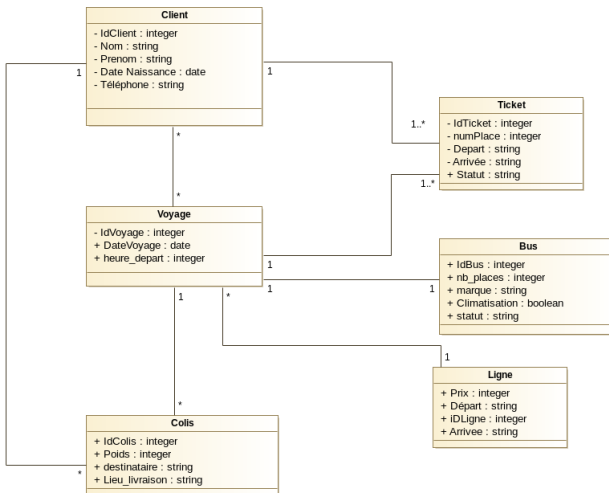 Client
- IdClient : integer
- Nom : string
- Prenom : string
- Date Naissance : date
- Téléphone : string
1
1
*
*
1..*
Ticket
- IdTicket : integer
- numPlace : integer
- Depart : string
- Arrivée : string
+ Statut : string
1..*
Voyage
- IdVoyage : integer
+ DateVoyage : date
+ heure_depart : integer
1
1
1
*
1
Bus
+ IdBus : integer
+ nb_places : integer
+ marque : string
+ Climatisation : boolean
+ statut : string
1
Ligne
+ Prix : integer
+ Départ : string
+ iDLigne : integer
+ Arrivee : string
*
Colis
+ IdColis : integer
+ Poids : integer
+ destinataire : string
+ Lieu_livraison : string
*